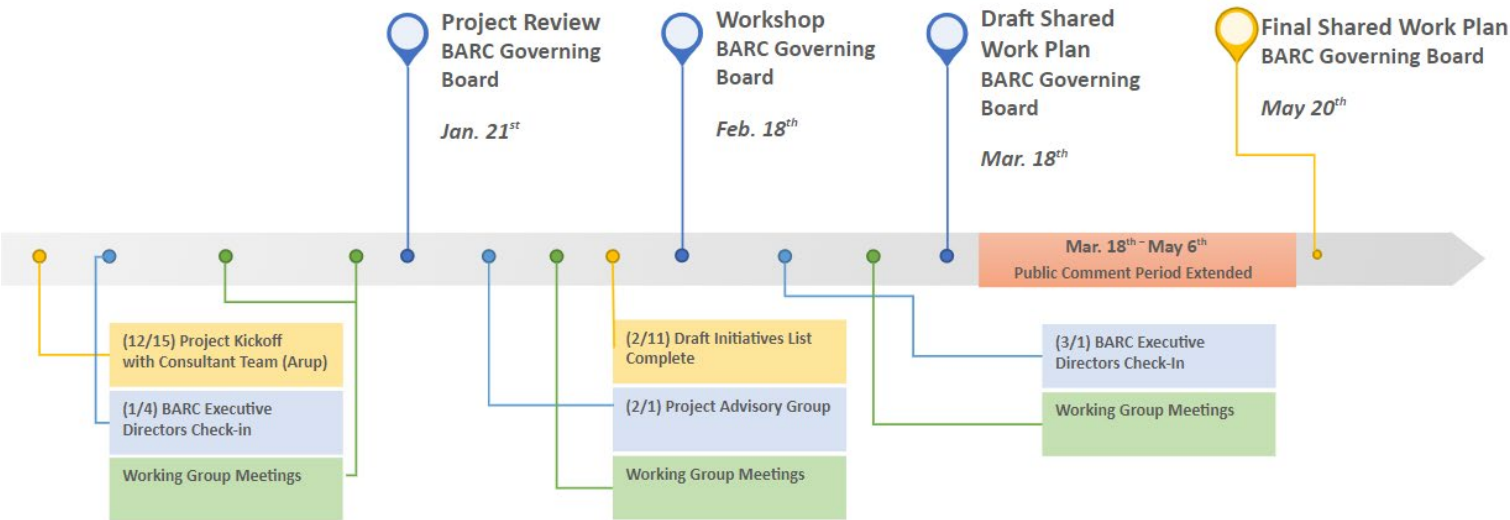 Project Review
BARC Governing
Board
Jan. 21st
Workshop
BARC Governing
Board
Feb. 18th
Draft Shared
Work Plan
BARC Governing
Board
Mar. 18th
Final Shared Work Plan
BARC Governing Board
May 20th
Mar. 18th – May 6th
Public Comment Period Extended
(12/15) Project Kickoff
with Consultant Team (Arup)
(1/4) BARC Executive
Directors Check-in
Working Group Meetings
(2/11) Draft Initiatives List
Complete
(2/1) Project Advisory Group
Working Group Meetings
(3/1) BARC Executive
Directors Check-In
Working Group Meetings